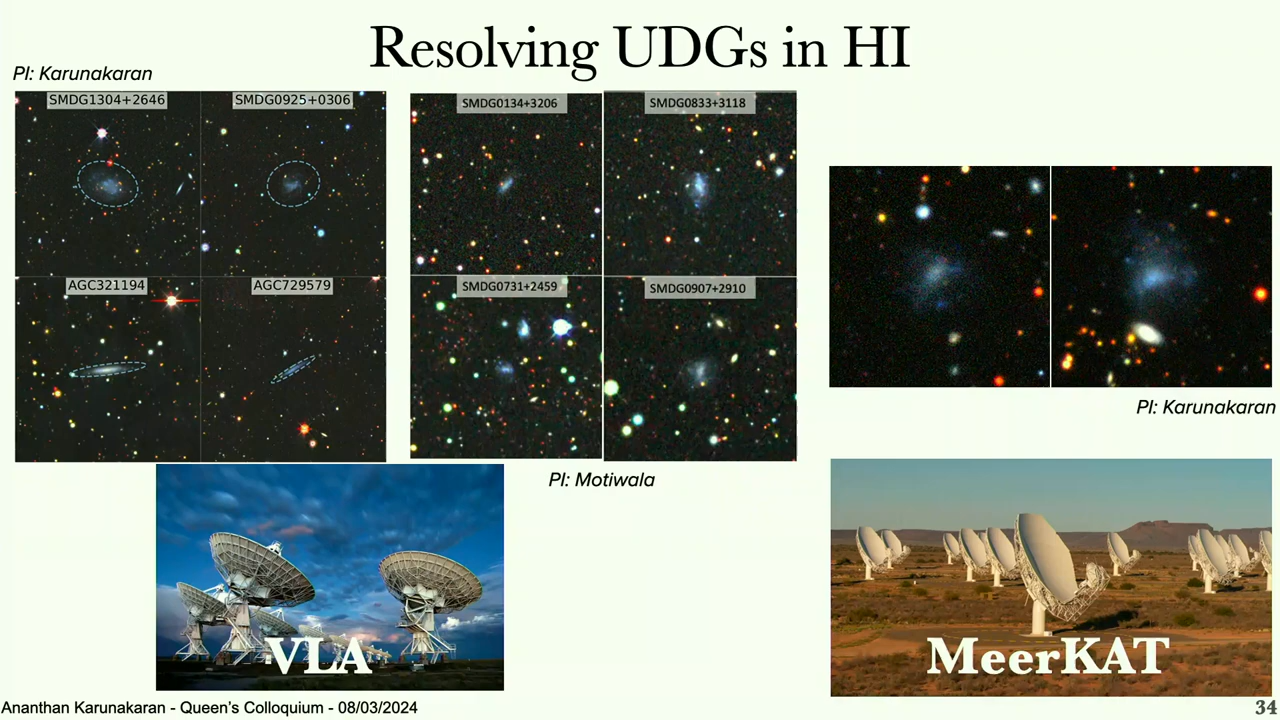 Resolving UDGs in HI
PI: Karunakaran
SMDG1304+2646
SMDG0925+0306
AGC321194
AGC729579
SMDG0134+3206
SMDG0833+3118
SMDG0731+2459
SMDG0907+2910
PI: Motiwala
PI: Karunakaran
VLA
MeerKAT
Ananthan Karunakaran - Queen's Colloquium - 08/03/2024
34